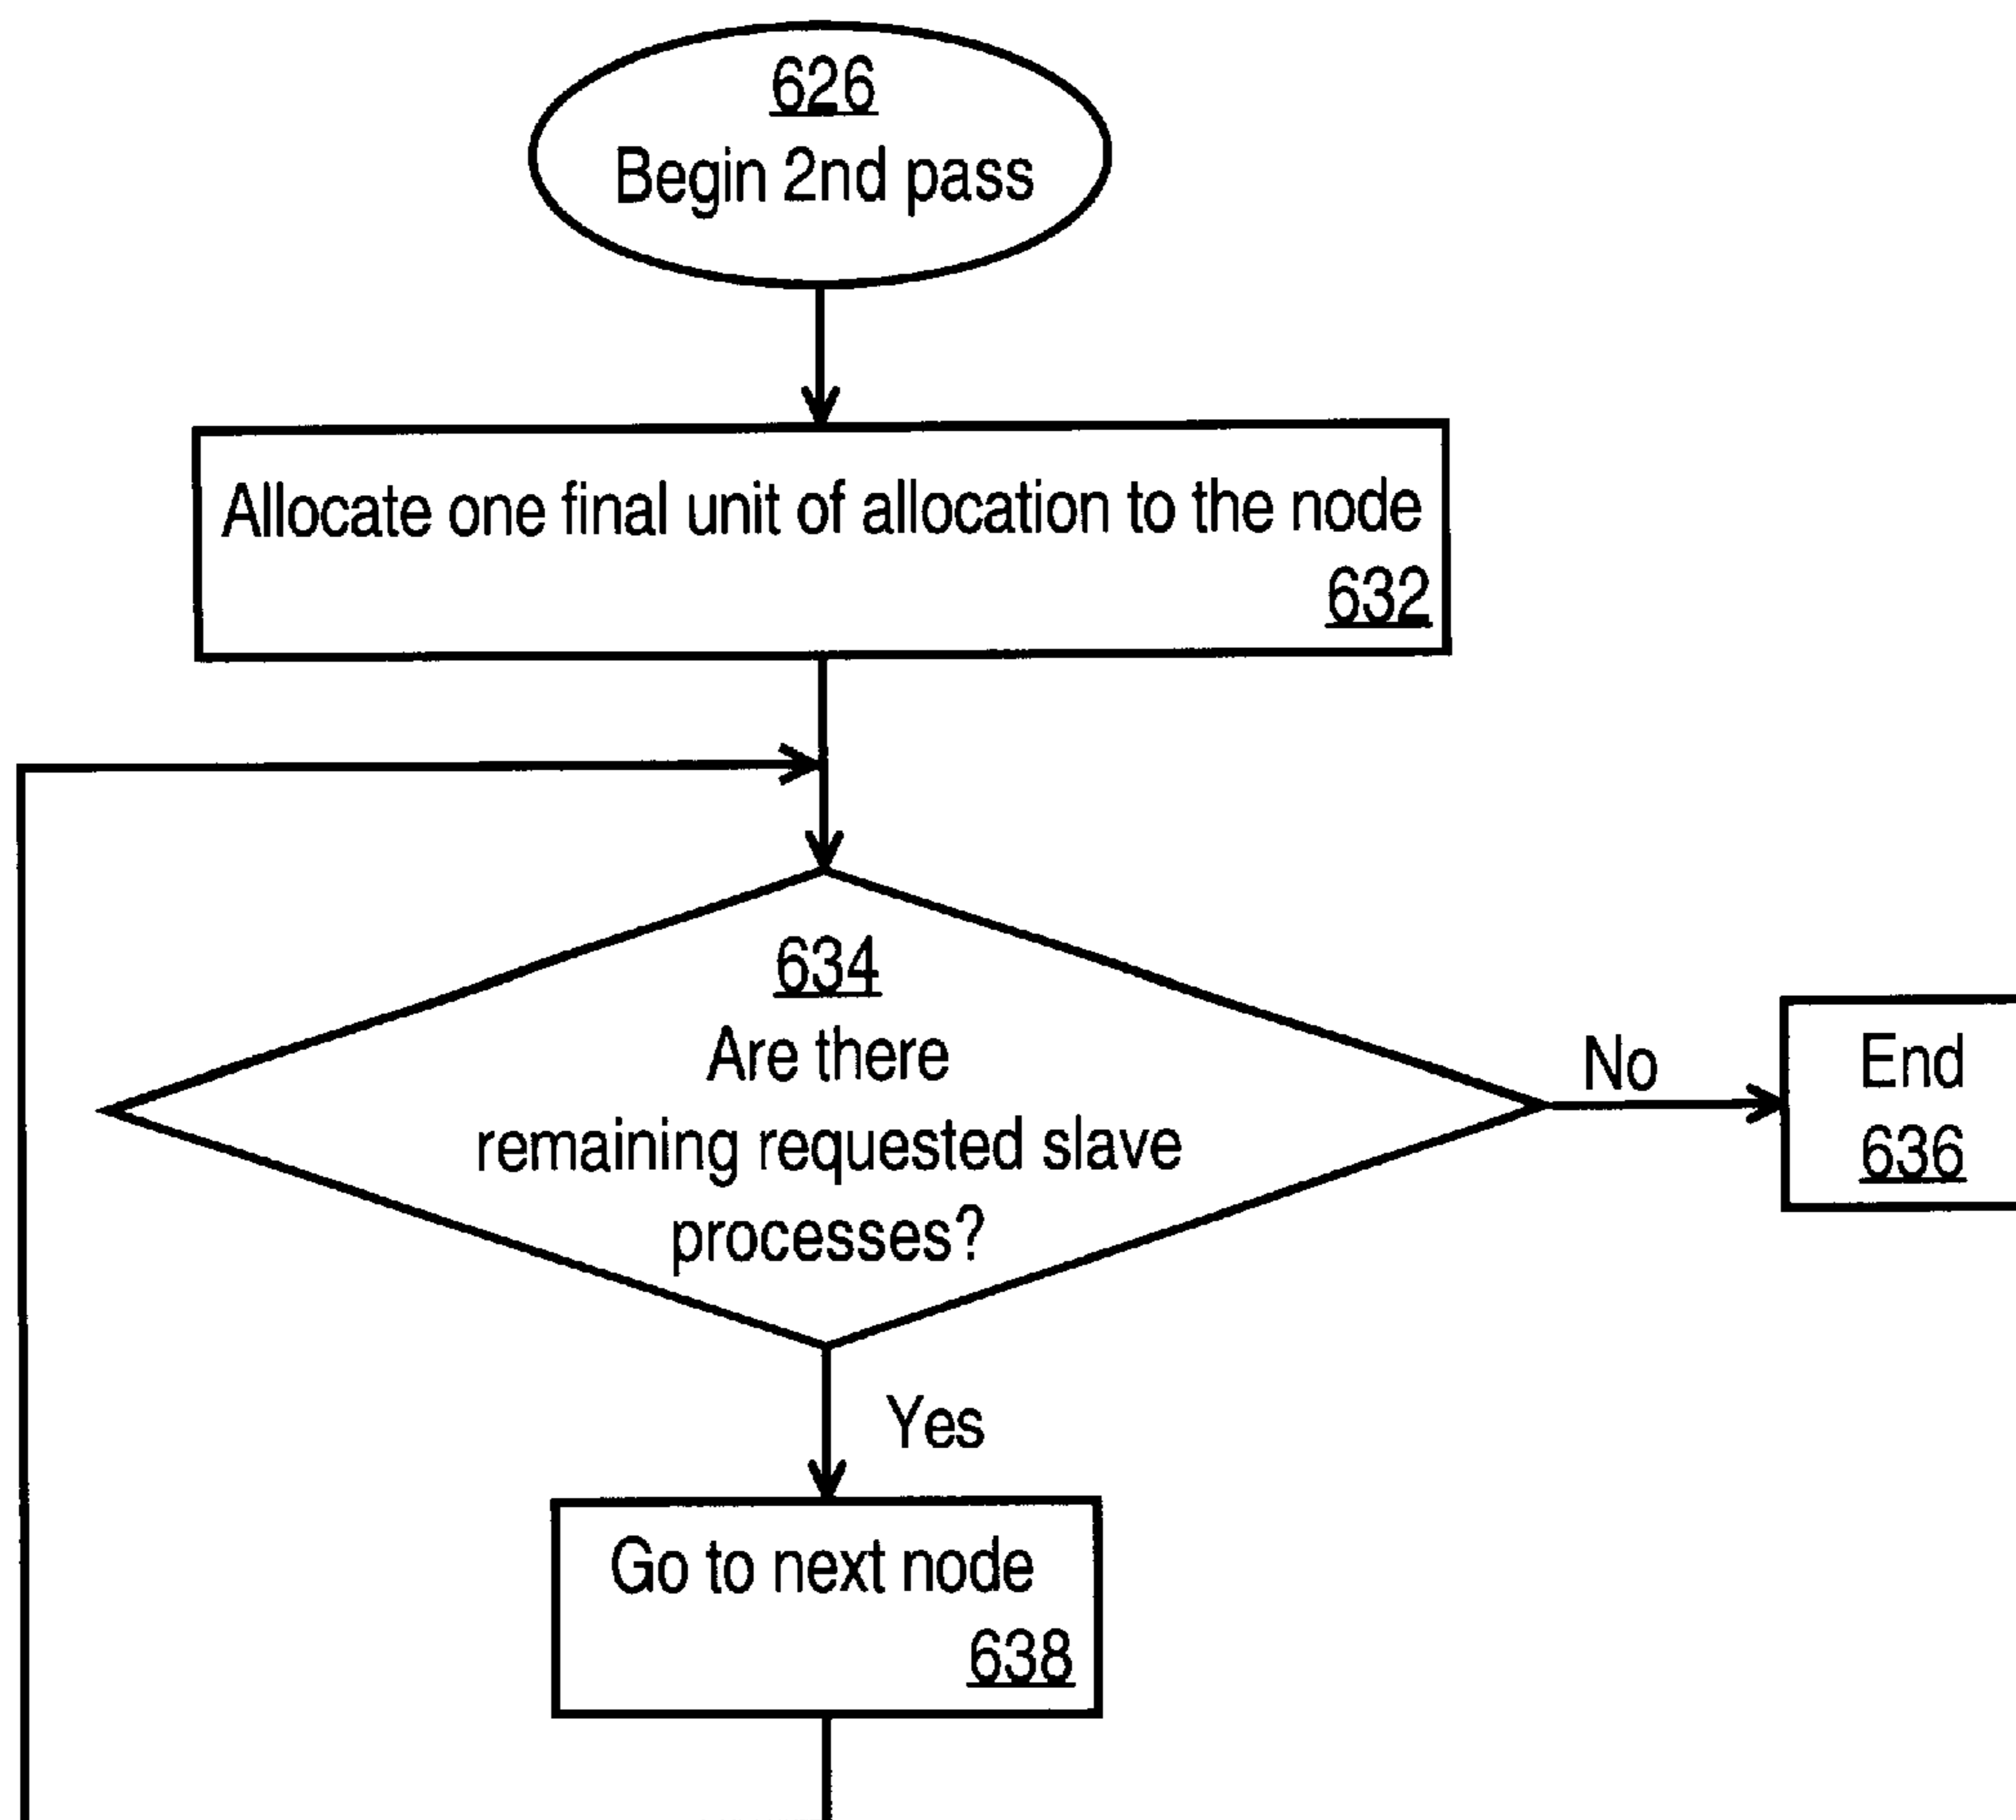 626
Begin 2nd pass
Allocate one final unit of allocation to the node
632
634
Are there
remaining requested slave
processes?
No
End
636
Yes
Go to next node
638